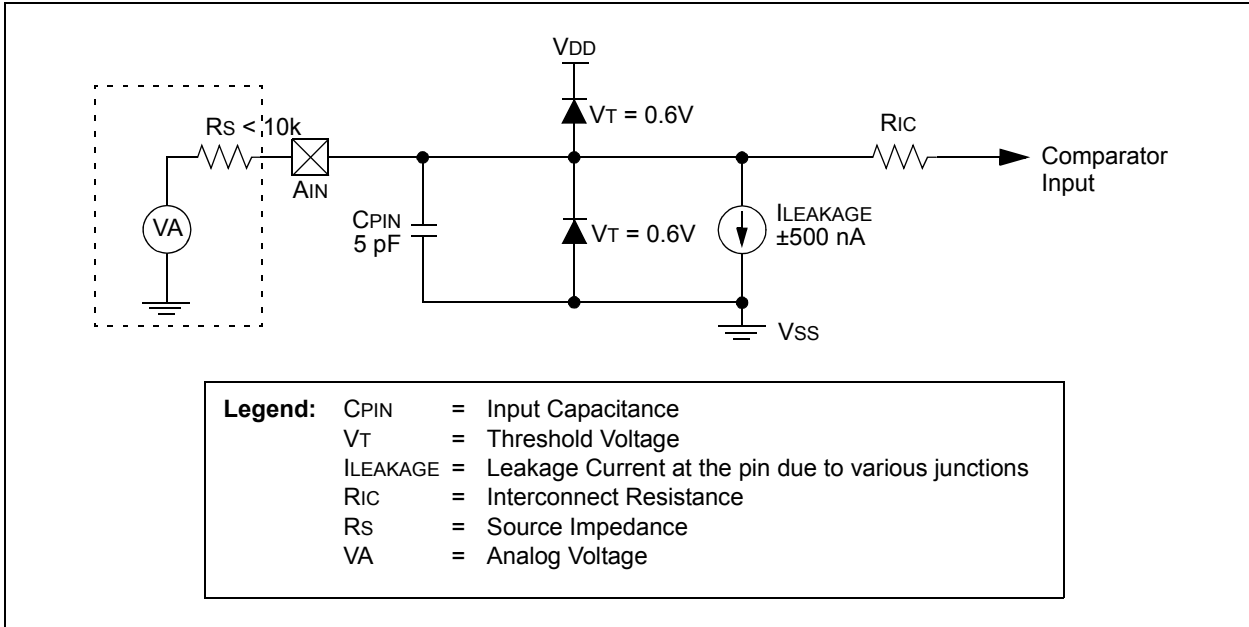 VDD
VT = 0.6V
RS < 10k
RIC
AIN
Comparator
Input
VA
CPIN
5 pF
VT = 0.6V
ILEAKAGE
±500 nA
VSS
Legend: CPIN = Input Capacitance
VT = Threshold Voltage
ILEAKAGE = Leakage Current at the pin due to various junctions
RIC = Interconnect Resistance
RS = Source Impedance
VA = Analog Voltage